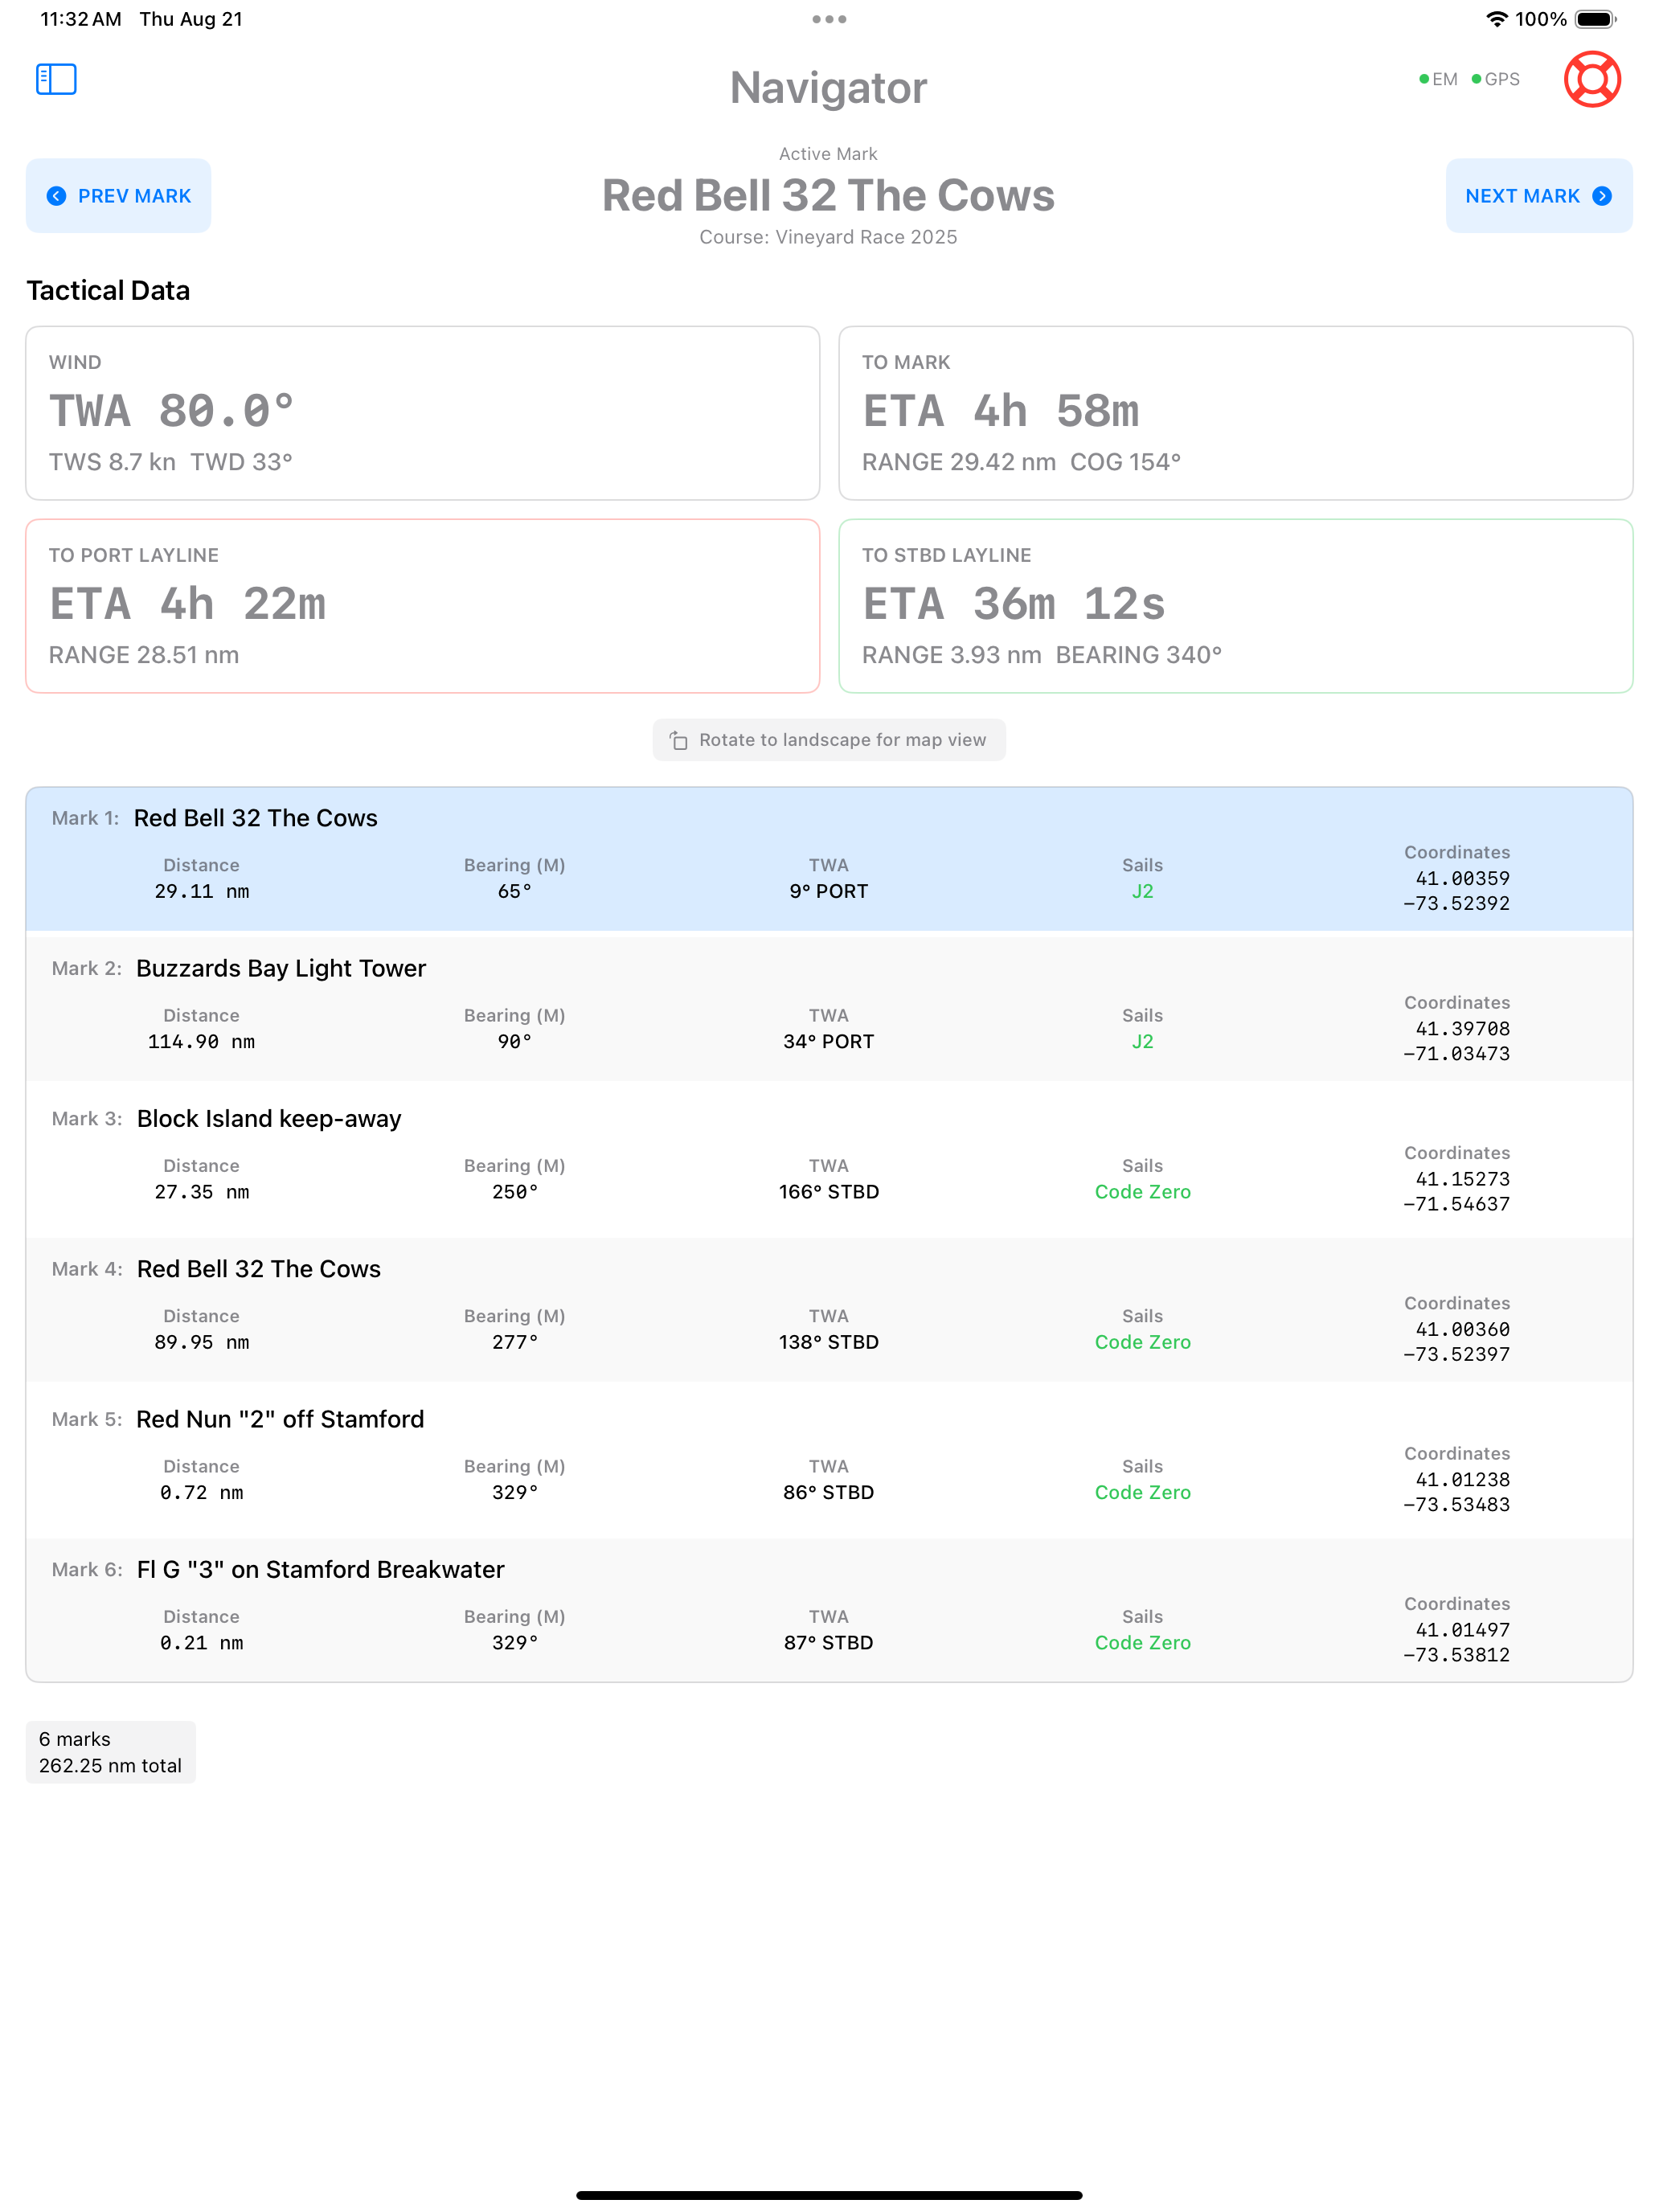 11:32 AM Thu Aug 21
100%
Navigator
EM GPS
Active Mark
PREV MARK
Red Bell 32 The Cows
NEXT MARK
Course: Vineyard Race 2025
Tactical Data
WIND
TWA 80.0°
TWS 8.7 kn TWD 33°
TO MARK
ETA 4h 58m
RANGE 29.42 nm COG 154°
TO PORT LAYLINE
ETA 4h 22m
RANGE 28.51 nm
TO STBD LAYLINE
ETA 36m 12s
RANGE 3.93 nm BEARING 340°
Rotate to landscape for map view
Mark 1: Red Bell 32 The Cows
Distance Bearing (M) TWA Sails Coordinates
29.11 nm 65° 9° PORT J2 41.00359
−73.52392
Mark 2: Buzzards Bay Light Tower
Distance Bearing (M) TWA Sails Coordinates
114.90 nm 90° 34° PORT J2 41.39708
−71.03473
Mark 3: Block Island keep-away
Distance Bearing (M) TWA Sails Coordinates
27.35 nm 250° 166° STBD Code Zero 41.15273
−71.54637
Mark 4: Red Bell 32 The Cows
Distance Bearing (M) TWA Sails Coordinates
89.95 nm 277° 138° STBD Code Zero 41.00360
−73.52397
Mark 5: Red Nun "2" off Stamford
Distance Bearing (M) TWA Sails Coordinates
0.72 nm 329° 86° STBD Code Zero 41.01238
−73.53483
Mark 6: Fl G "3" on Stamford Breakwater
Distance Bearing (M) TWA Sails Coordinates
0.21 nm 329° 87° STBD Code Zero 41.01497
−73.53812
6 marks
262.25 nm total